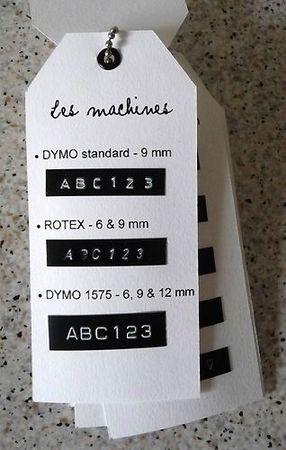 Les machines
• DYMO standard - 9 mm
ABC123
• ROTEX - 6 & 9 mm
ABC123
• DYMO 1575 - 6, 9 & 12 mm
ABC123